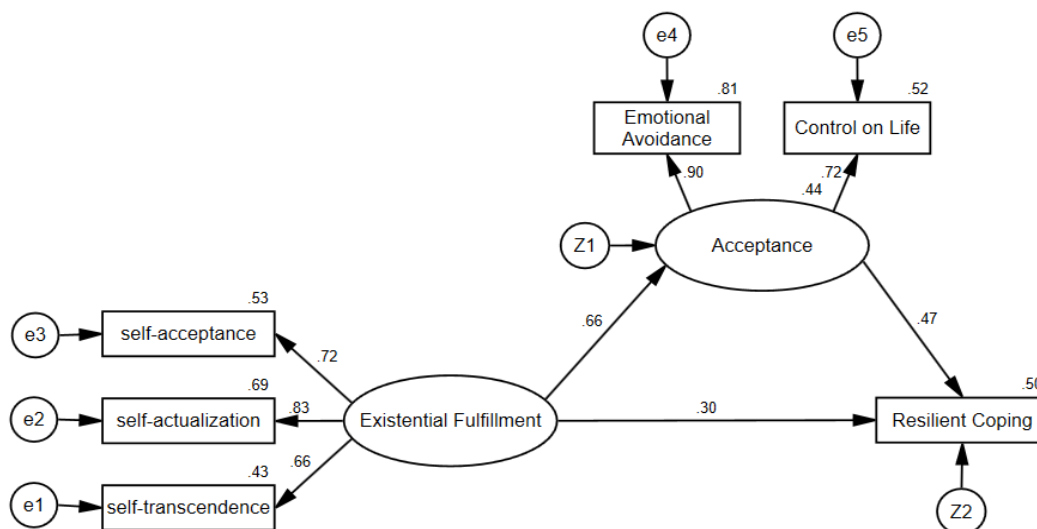 e4
e5
.81
.52
Emotional
Avoidance
Control on Life
.90
.72
.44
Z1
Acceptance
.53
e3
self-acceptance
.66
.47
.72
.69
.50
e2
self-actualization
.83
Existential Fulfillment
.30
Resilient Coping
.66
.43
e1
self-transcendence
Z2